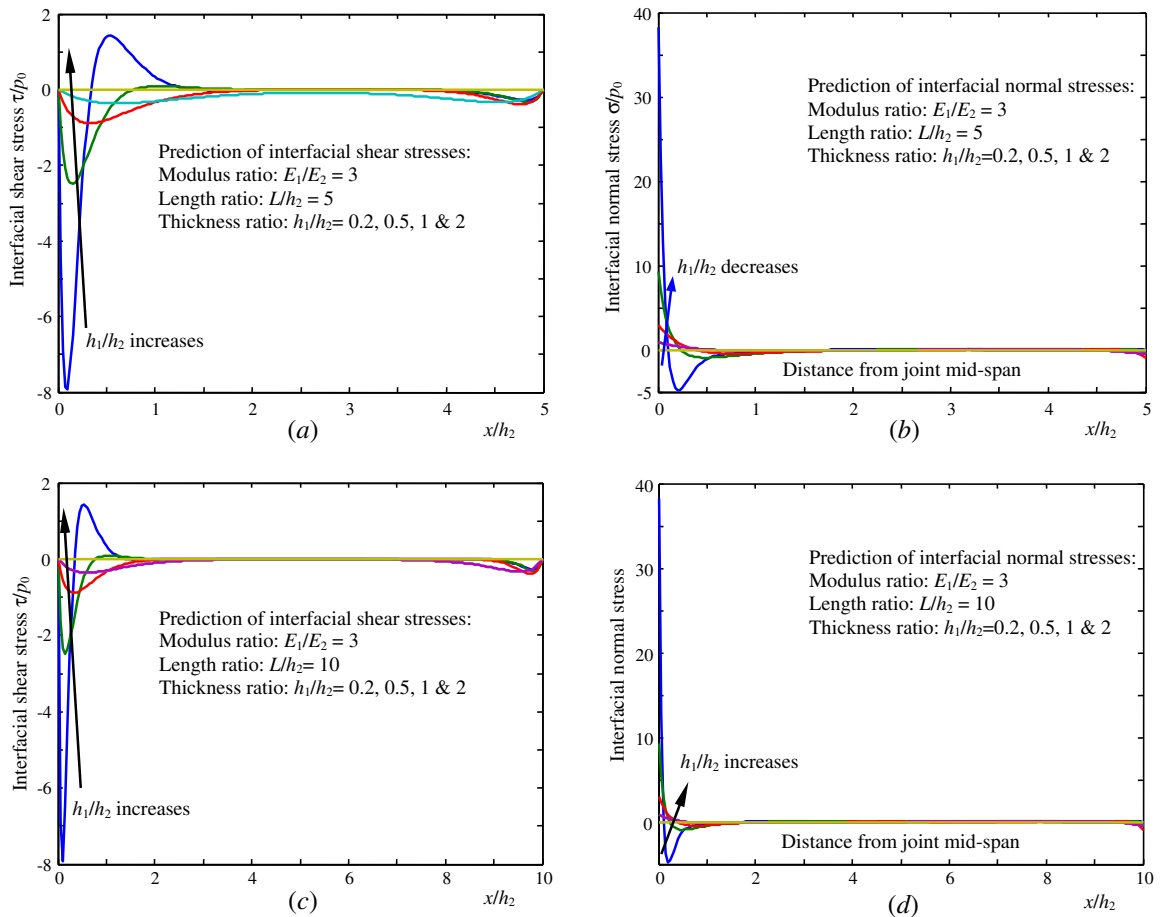 2
0
-2
-4
-6
-8
Interfacial shear stress τ/p0
Prediction of interfacial shear stresses:
Modulus ratio: E1/E2 = 3
Length ratio: L/h2 = 5
Thickness ratio: h1/h2= 0.2, 0.5, 1 & 2
h1/h2 increases
0 1 2 3 4 5
(a)
x/h2
40
30
20
10
0
-5
Interfacial normal stress σ/p0
Prediction of interfacial normal stresses:
Modulus ratio: E1/E2 = 3
Length ratio: L/h2 = 5
Thickness ratio: h1/h2=0.2, 0.5, 1 & 2
h1/h2 decreases
Distance from joint mid-span
0 1 2 3 4 5
(b)
x/h2
2
0
-2
-4
-6
-8
Interfacial shear stress τ/p0
Prediction of interfacial shear stresses:
Modulus ratio: E1/E2 = 3
Length ratio: L/h2= 10
Thickness ratio: h1/h2= 0.2, 0.5, 1 & 2
h1/h2 increases
0 2 4 6 8 10
(c)
x/h2
40
30
20
10
0
-5
Interfacial normal stress
Prediction of interfacial normal stresses:
Modulus ratio: E1/E2 = 3
Length ratio: L/h2 = 10
Thickness ratio: h1/h2=0.2, 0.5, 1 & 2
h1/h2 increases
Distance from joint mid-span
0 1 2 3 4 5 6 7 8 9 10
(d)
x/h2